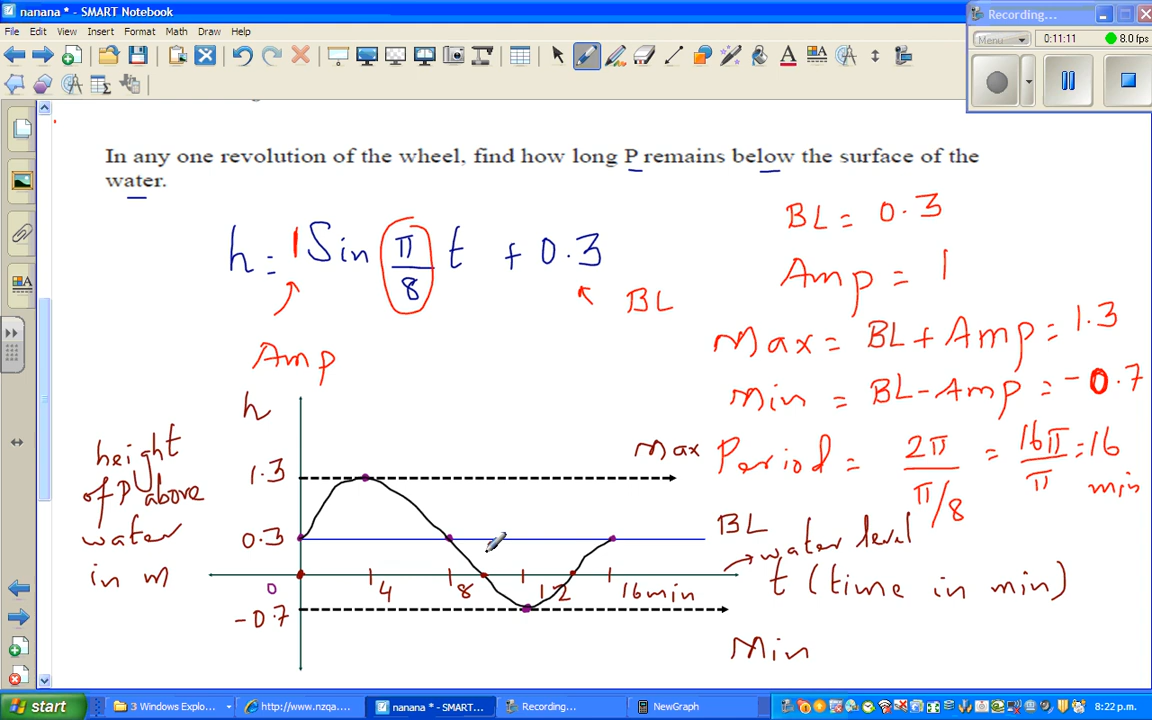 nanana * - SMART Notebook
Recording...
File Edit View Insert Format Math Draw Help
Menu
0:11:11
8.0 fps
In any one revolution of the wheel, find how long P remains below the surface of the
water.
BL = 0.3
h = 1 Sin π/8 t + 0.3
Amp = 1
BL
Max = BL + Amp = 1.3
Amp
Min = BL - Amp = -0.7
h
Period = 2π / π/8 = 16π/π = 16 min
height
of P above
water
in m
Max
1.3
BL
0.3
water level
0
4
8
12
16min
t (time in min)
-0.7
Min
start
3 Windows Explo...
http://www.nzqa....
nanana * - SMART...
Recording...
NewGraph
8:22 p.m.